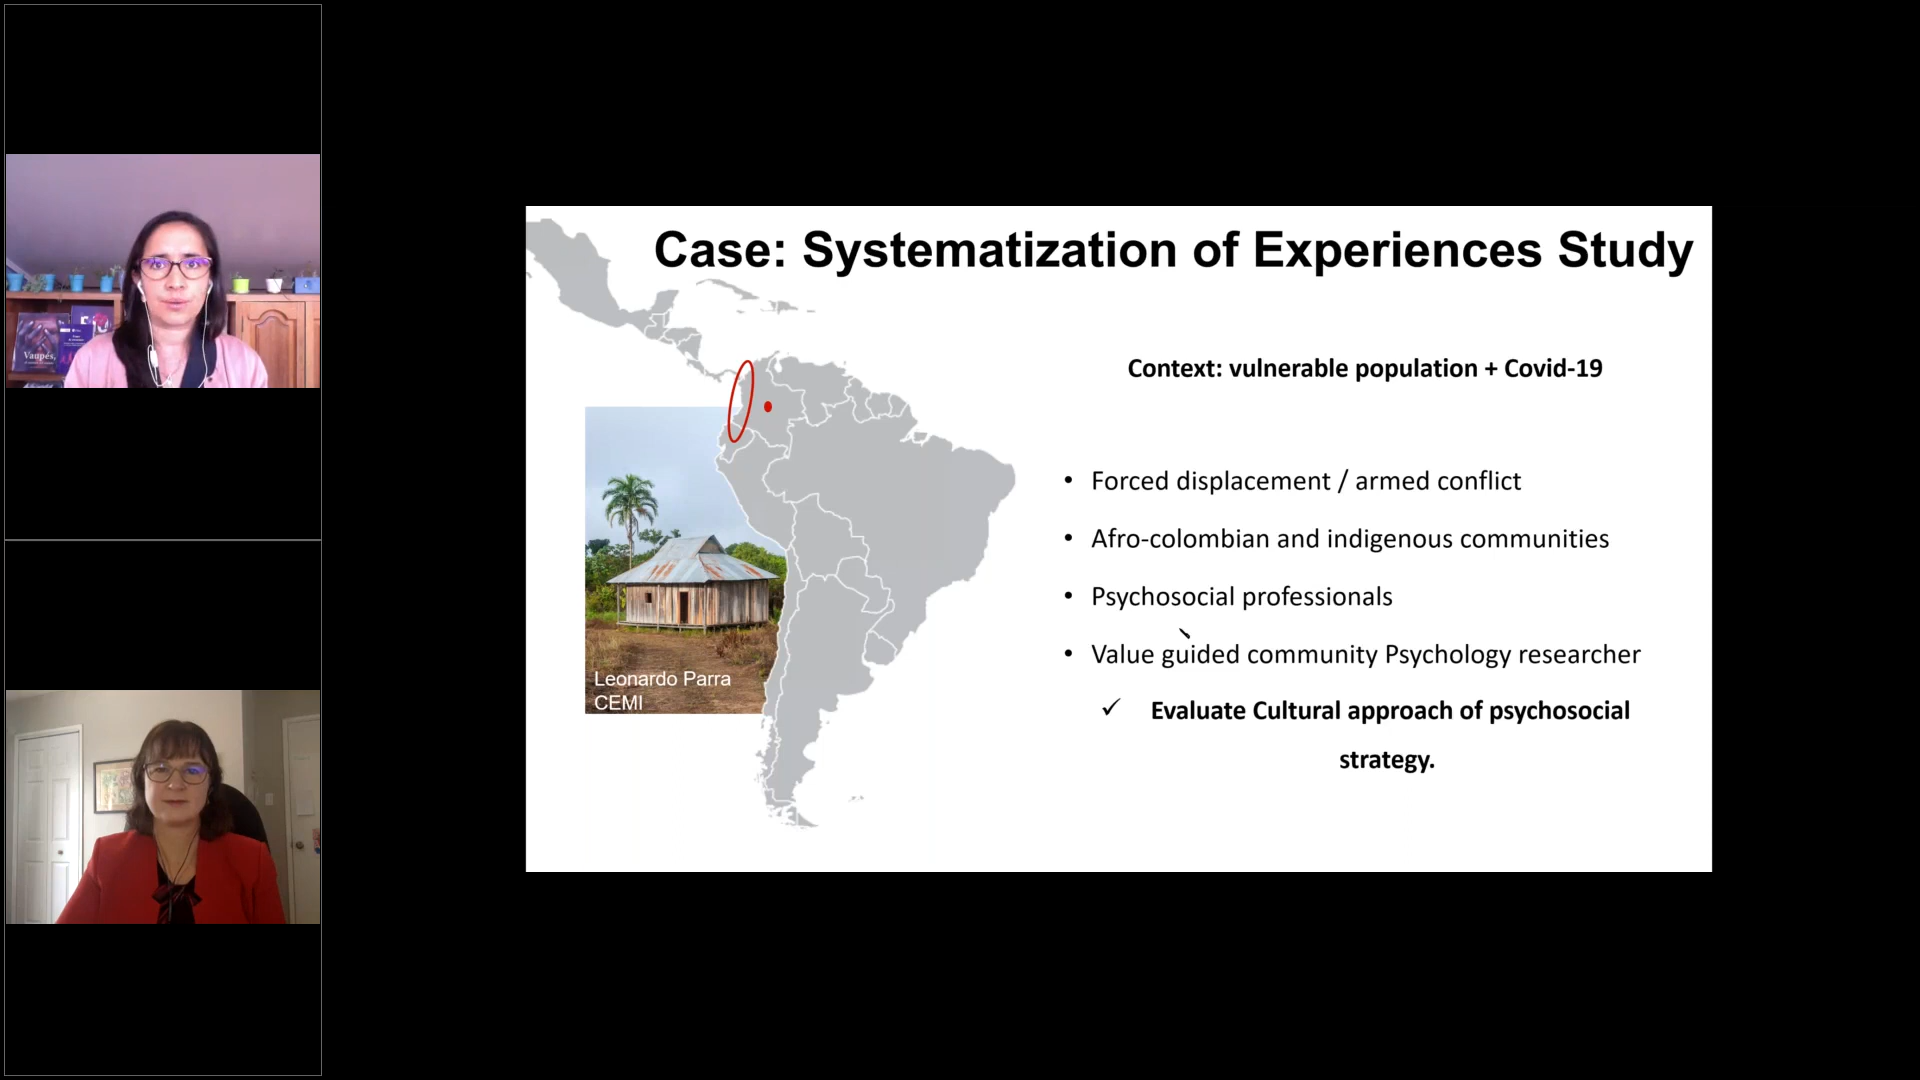 Case: Systematization of Experiences Study
Context: vulnerable population + Covid-19
• Forced displacement / armed conflict
• Afro-colombian and indigenous communities
• Psychosocial professionals
• Value guided community Psychology researcher
✓ Evaluate Cultural approach of psychosocial
strategy.
Leonardo Parra
CEMI
Vaupés,